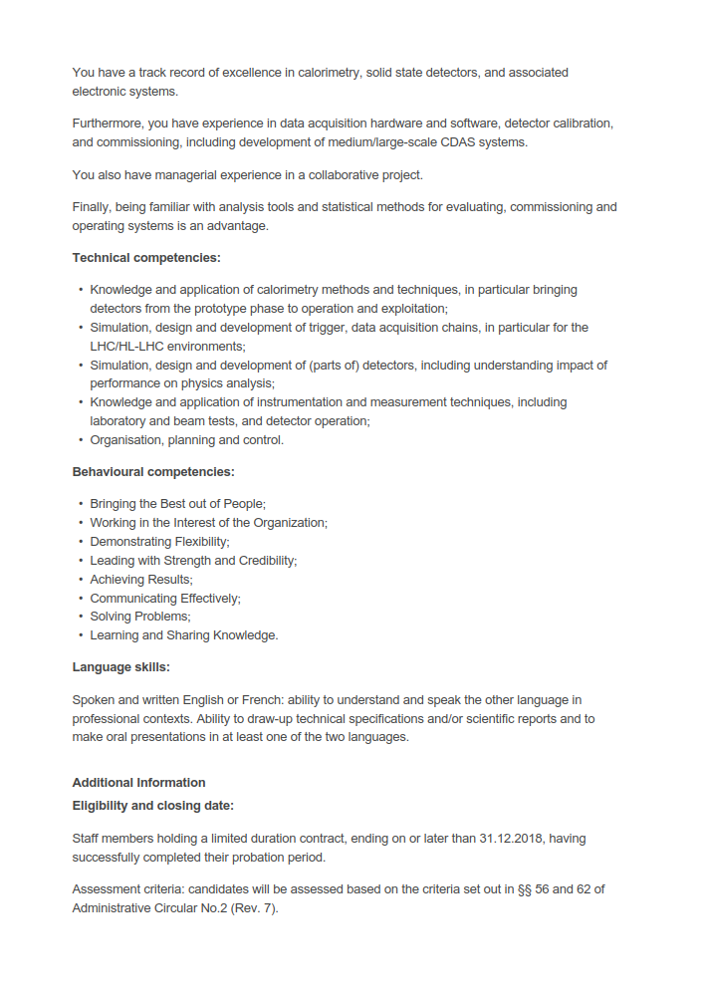 You have a track record of excellence in calorimetry, solid state detectors, and associated
electronic systems.
Furthermore, you have experience in data acquisition hardware and software, detector calibration,
and commissioning, including development of medium/large-scale CDAS systems.
You also have managerial experience in a collaborative project.
Finally, being familiar with analysis tools and statistical methods for evaluating, commissioning and
operating systems is an advantage.
Technical competencies:
• Knowledge and application of calorimetry methods and techniques, in particular bringing
detectors from the prototype phase to operation and exploitation;
• Simulation, design and development of trigger, data acquisition chains, in particular for the
LHC/HL-LHC environments;
• Simulation, design and development of (parts of) detectors, including understanding impact of
performance on physics analysis;
• Knowledge and application of instrumentation and measurement techniques, including
laboratory and beam tests, and detector operation;
• Organisation, planning and control.
Behavioural competencies:
• Bringing the Best out of People;
• Working in the Interest of the Organization;
• Demonstrating Flexibility;
• Leading with Strength and Credibility;
• Achieving Results;
• Communicating Effectively;
• Solving Problems;
• Learning and Sharing Knowledge.
Language skills:
Spoken and written English or French: ability to understand and speak the other language in
professional contexts. Ability to draw-up technical specifications and/or scientific reports and to
make oral presentations in at least one of the two languages.
Additional Information
Eligibility and closing date:
Staff members holding a limited duration contract, ending on or later than 31.12.2018, having
successfully completed their probation period.
Assessment criteria: candidates will be assessed based on the criteria set out in §§ 56 and 62 of
Administrative Circular No.2 (Rev. 7).